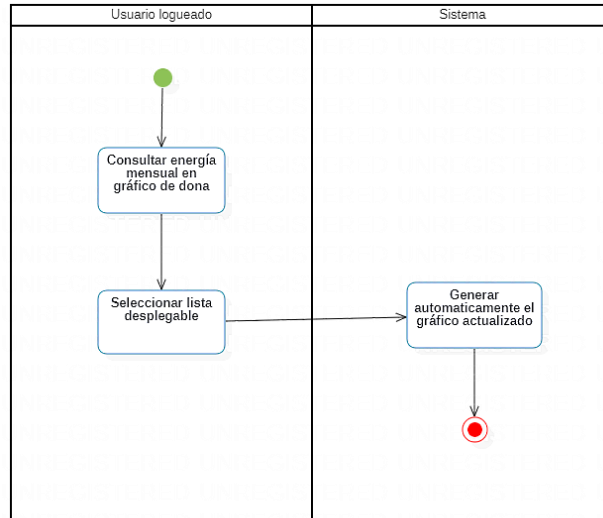 Usuario logueado
Sistema
Consultar energía
mensual en
gráfico de dona
Seleccionar lista
desplegable
Generar
automaticamente el
gráfico actualizado